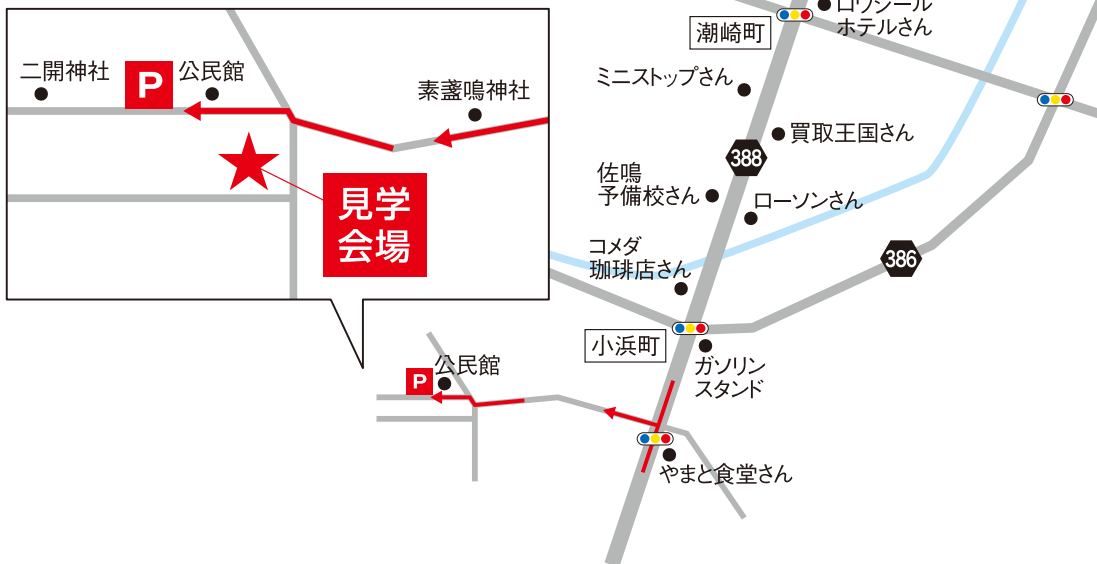 二開神社
P
公民館
素盞鳴神社
見学
会場
ロワジール
ホテルさん
潮崎町
ミニストップさん
買取王国さん
388
佐鳴
予備校さん
ローソンさん
コメダ
珈琲店さん
386
小浜町
ガソリン
スタンド
P
公民館
やまと食堂さん